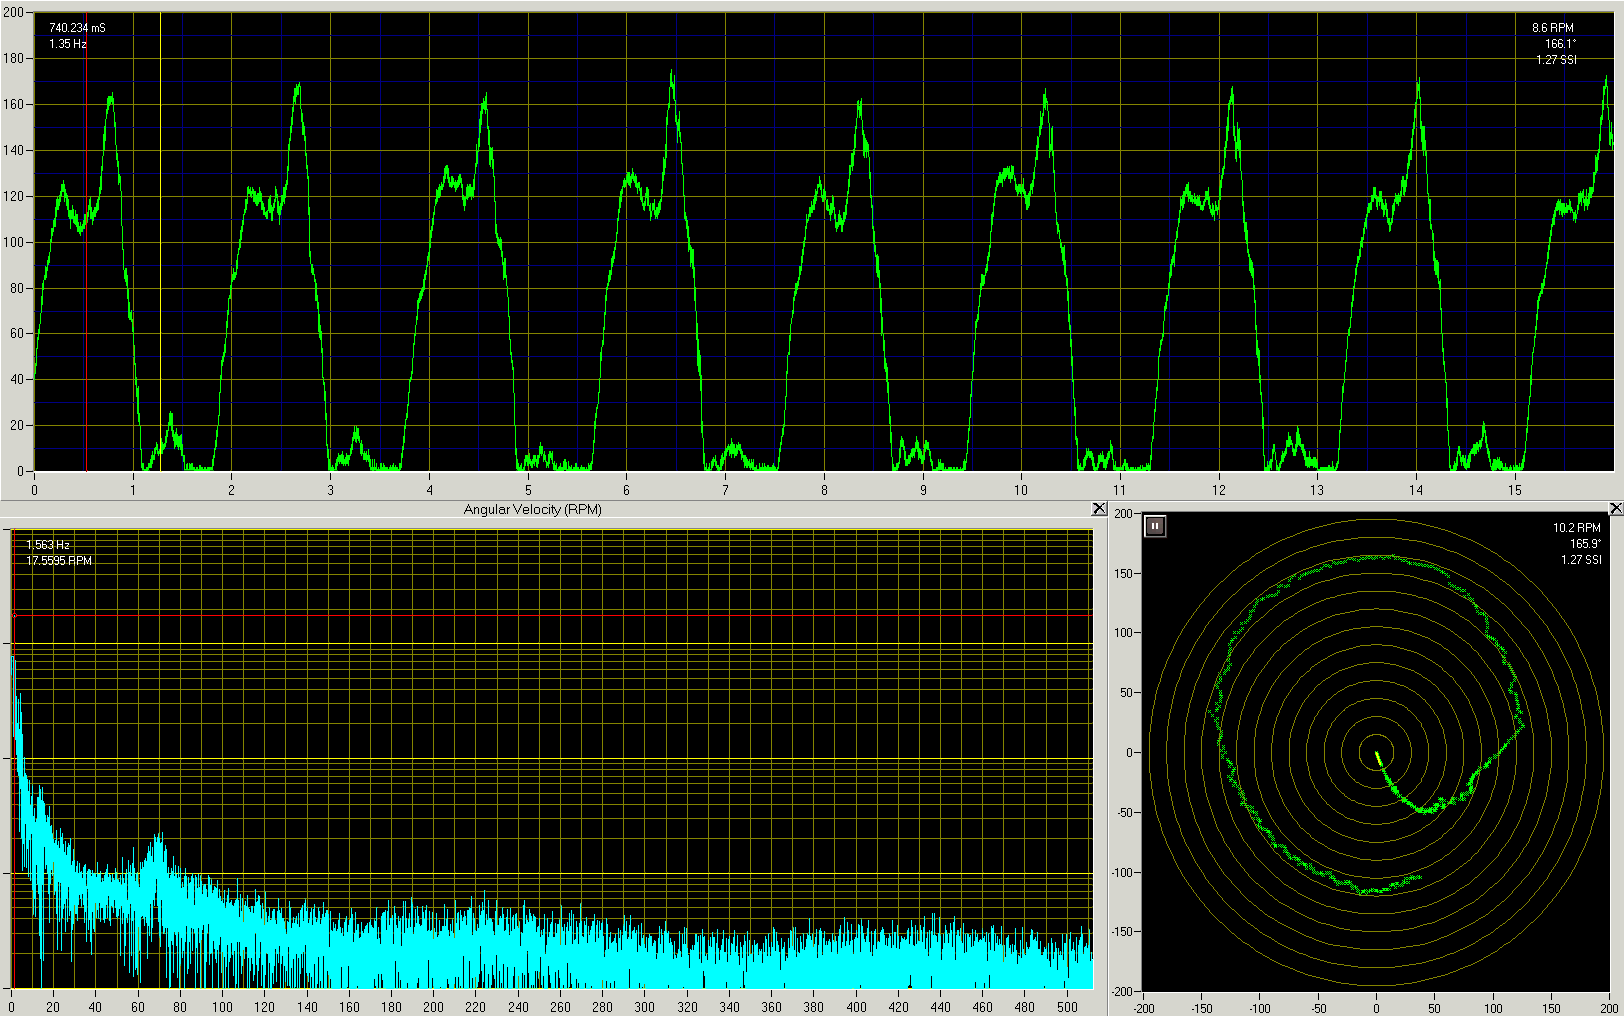 200
740.234 mS
1.35 Hz
8.6 RPM
166.1°
1.27 SSI
180
160
140
120
100
80
60
40
20
0
0 1 2 3 4 5 6 7 8 9 10 11 12 13 14 15
Angular Velocity (RPM)
1.563 Hz
17.5595 RPM
0 20 40 60 80 100 120 140 160 180 200 220 240 260 280 300 320 340 360 380 400 420 440 460 480 500
200
10.2 RPM
165.9°
1.27 SSI
150
100
50
0
-50
-100
-150
-200
-200 -150 -100 -50 0 50 100 150 200